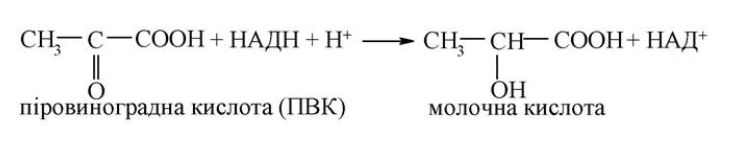 CH₃—C—COOH + НАДН + H⁺ → CH₃—CH—COOH + НАД⁺
O OH
піровиноградна кислота (ПВК) молочна кислота